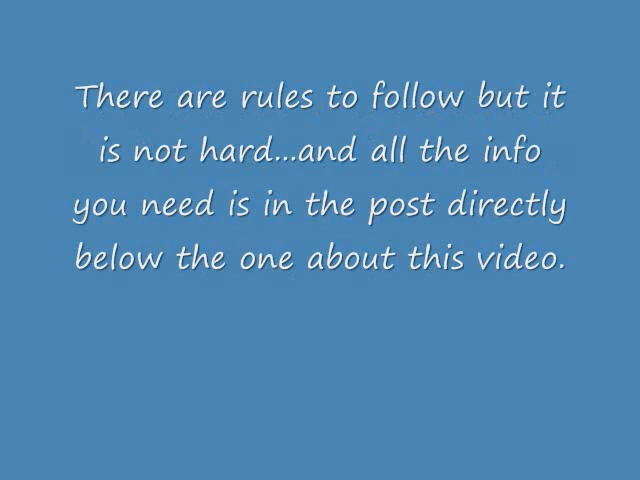 There are rules to follow but it
is not hard...and all the info
you need is in the post directly
below the one about this video.